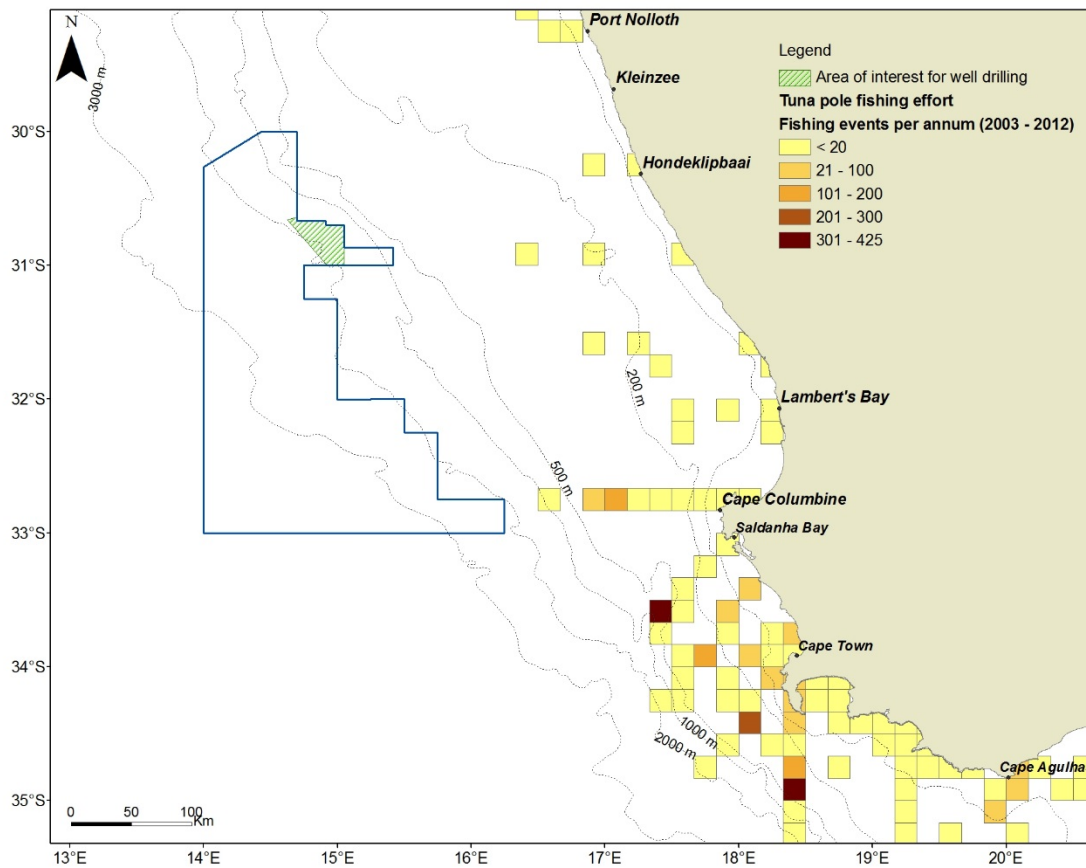 N
Port Nolloth
Kleinzee
Hondeklipbaai
Lambert's Bay
Cape Columbine
Saldanha Bay
Cape Town
Cape Agulha
3000 m
200 m
500 m
1000 m
2000 m
Legend
Area of interest for well drilling
Tuna pole fishing effort
Fishing events per annum (2003 - 2012)
< 20
21 - 100
101 - 200
201 - 300
301 - 425
30°S
31°S
32°S
33°S
34°S
35°S
0 50 100
Km
13°E 14°E 15°E 16°E 17°E 18°E 19°E 20°E